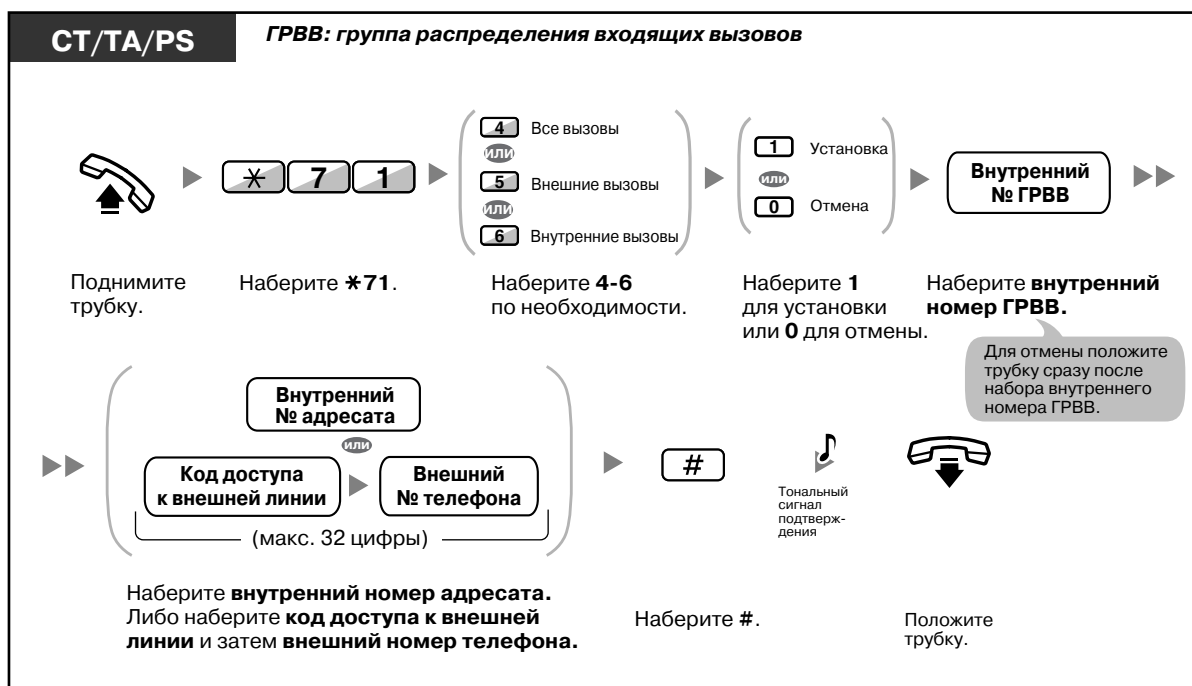 CT/TA/PS
ГРВВ: группа распределения входящих вызовов
4 Все вызовы
или
5 Внешние вызовы
или
6 Внутренние вызовы
1 Установка
или
0 Отмена
Внутренний
№ ГРВВ
✱ 7 1
Поднимите
трубку.
Наберите ✱71.
Наберите 4-6
по необходимости.
Наберите 1
для установки
или 0 для отмены.
Наберите внутренний
номер ГРВВ.
Для отмены положите
трубку сразу после
набора внутреннего
номера ГРВВ.
Внутренний
№ адресата
или
Код доступа
к внешней линии
Внешний
№ телефона
(макс. 32 цифры)
#
Тональный
сигнал
подтверж-
дения
Наберите внутренний номер адресата.
Либо наберите код доступа к внешней
линии и затем внешний номер телефона.
Наберите #.
Положите
трубку.